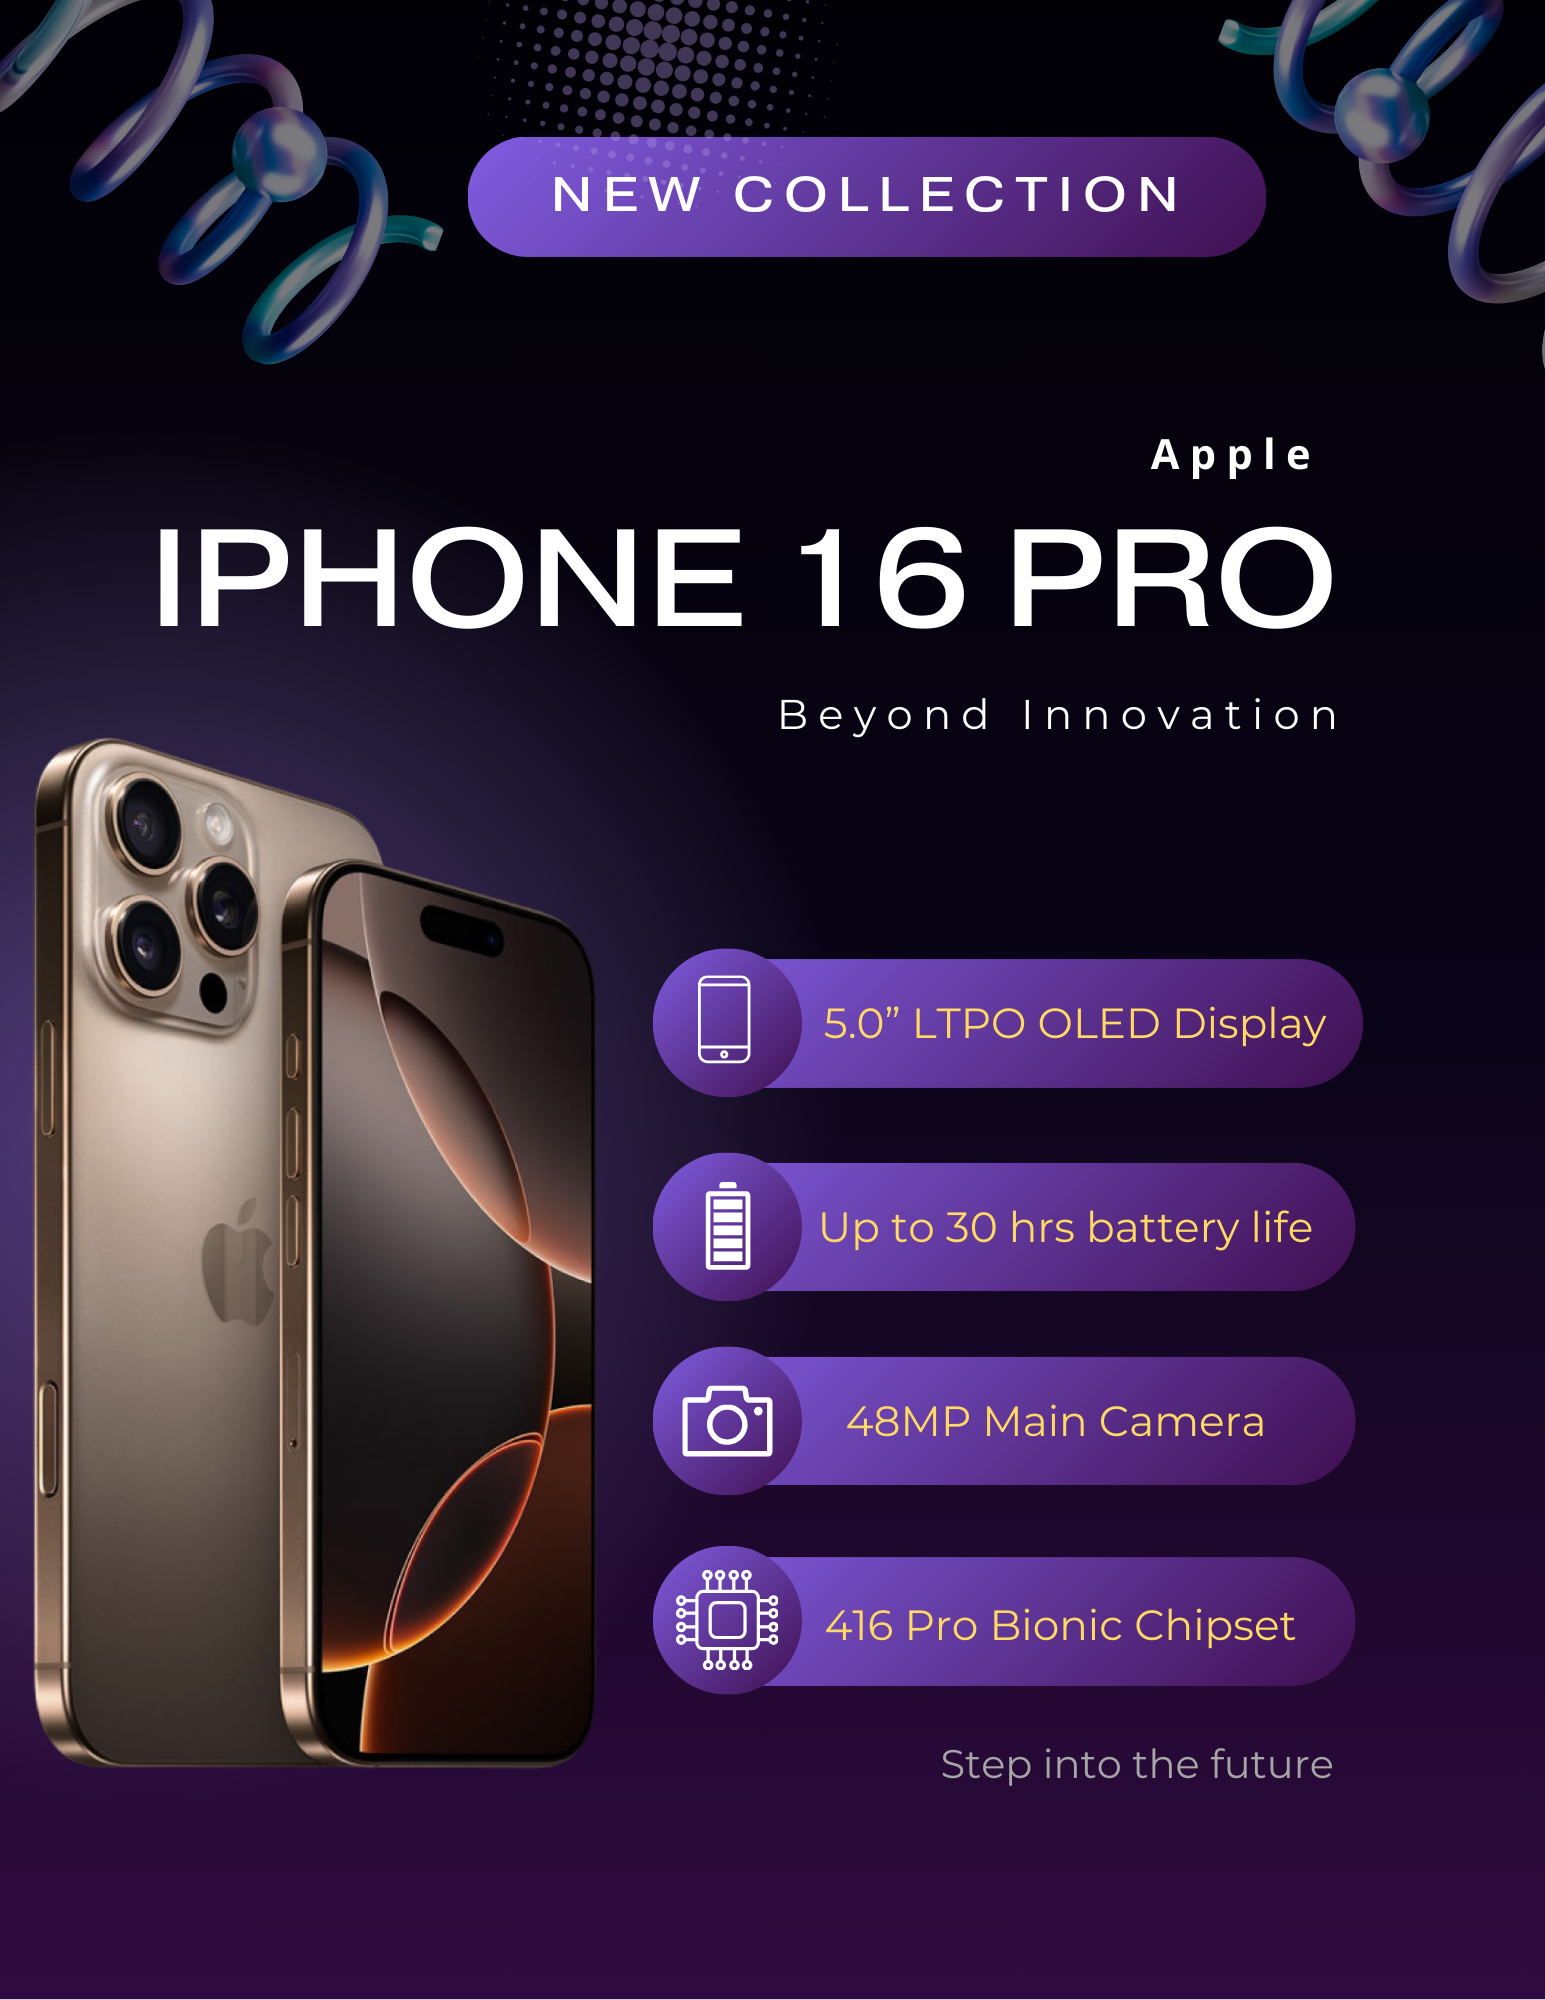 NEW COLLECTION
Apple
IPHONE 16 PRO
Beyond Innovation
5.0” LTPO OLED Display
Up to 30 hrs battery life
48MP Main Camera
416 Pro Bionic Chipset
Step into the future